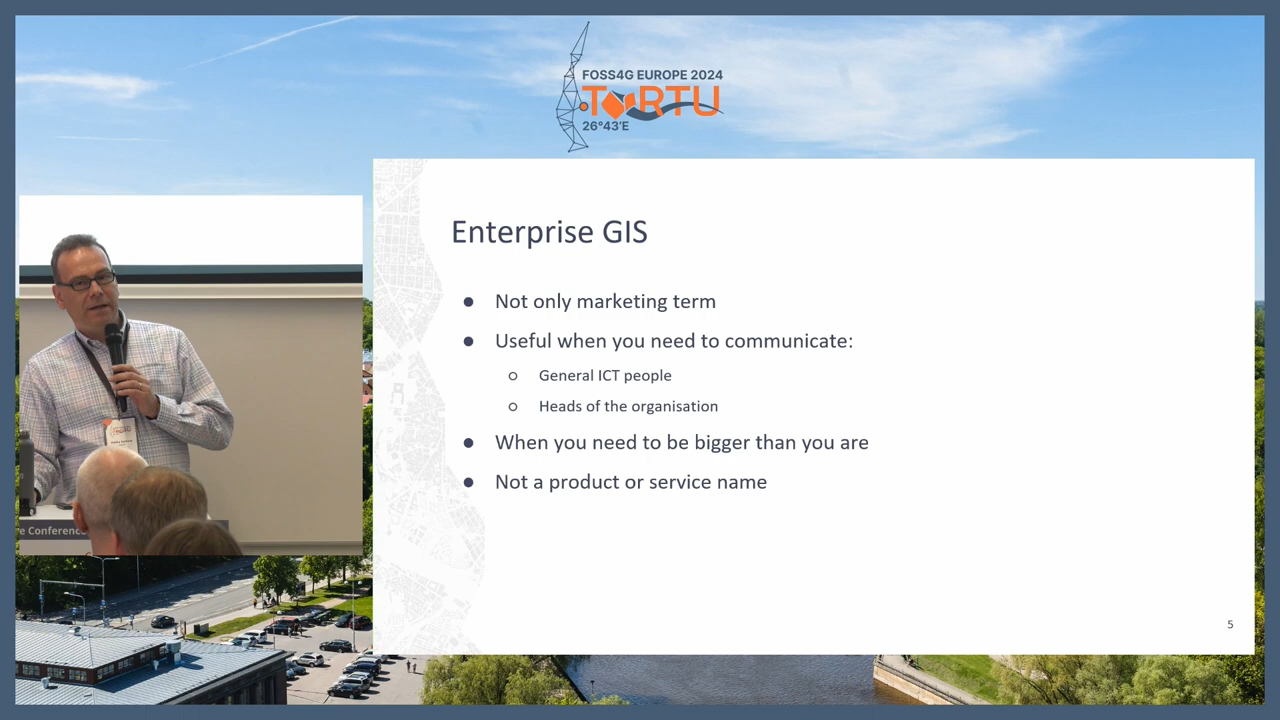 FOSS4G EUROPE 2024
TARTU
26°43'E
Enterprise GIS
● Not only marketing term
● Useful when you need to communicate:
○ General ICT people
○ Heads of the organisation
● When you need to be bigger than you are
● Not a product or service name
5
e Conference